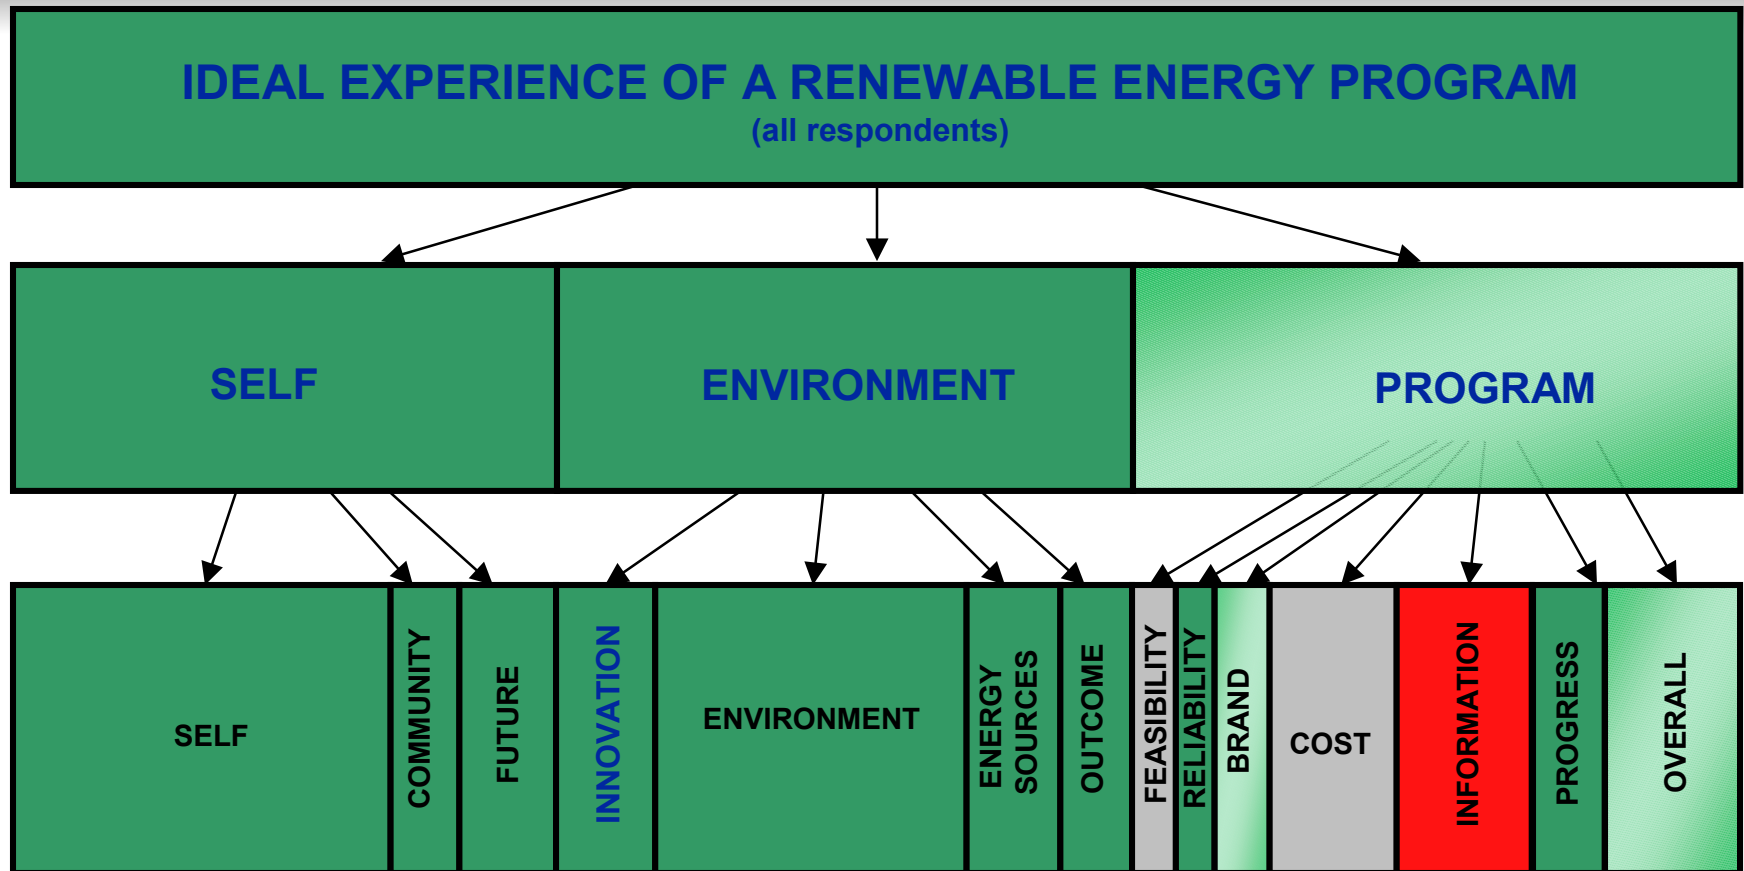 IDEAL EXPERIENCE OF A RENEWABLE ENERGY PROGRAM
(all respondents)
SELF
ENVIRONMENT
PROGRAM
SELF
COMMUNITY
FUTURE
INNOVATION
ENVIRONMENT
ENERGY
SOURCES
OUTCOME
FEASIBILITY
RELIABILITY
BRAND
COST
INFORMATION
PROGRESS
OVERALL